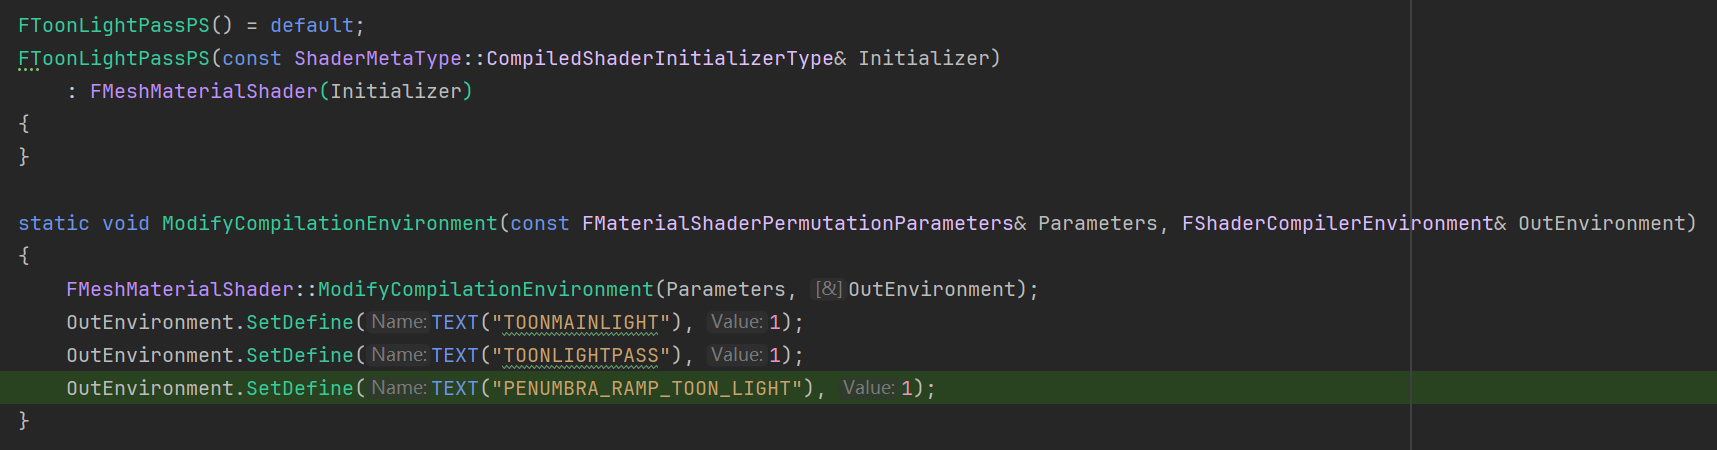 FToonLightPassPS() = default;
FToonLightPassPS(const ShaderMetaType::CompiledShaderInitializerType& Initializer)
    : FMeshMaterialShader(Initializer)
{
}

static void ModifyCompilationEnvironment(const FMaterialShaderPermutationParameters& Parameters, FShaderCompilerEnvironment& OutEnvironment)
{
    FMeshMaterialShader::ModifyCompilationEnvironment(Parameters, [&]OutEnvironment);
    OutEnvironment.SetDefine(Name:TEXT("TOONMAINLIGHT"), Value:1);
    OutEnvironment.SetDefine(Name:TEXT("TOONLIGHTPASS"), Value:1);
    OutEnvironment.SetDefine(Name:TEXT("PENUMBRA_RAMP_TOON_LIGHT"), Value:1);
}